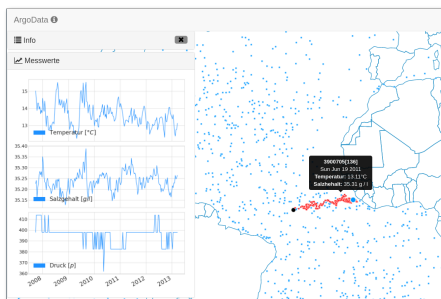 ArgoData
Info
Messwerte
15
14
13
Temperatur [°C]
35.40
35.35
35.30
35.25
35.20
35.15
Salzgehalt [g/l]
410
400
390
380
370
360
Druck [p]
2008
2009
2010
2011
2012
2013
3900705[136]
Sun Jun 19 2011
Temperatur: 13.11°C
Salzhehalt: 35.31 g / l